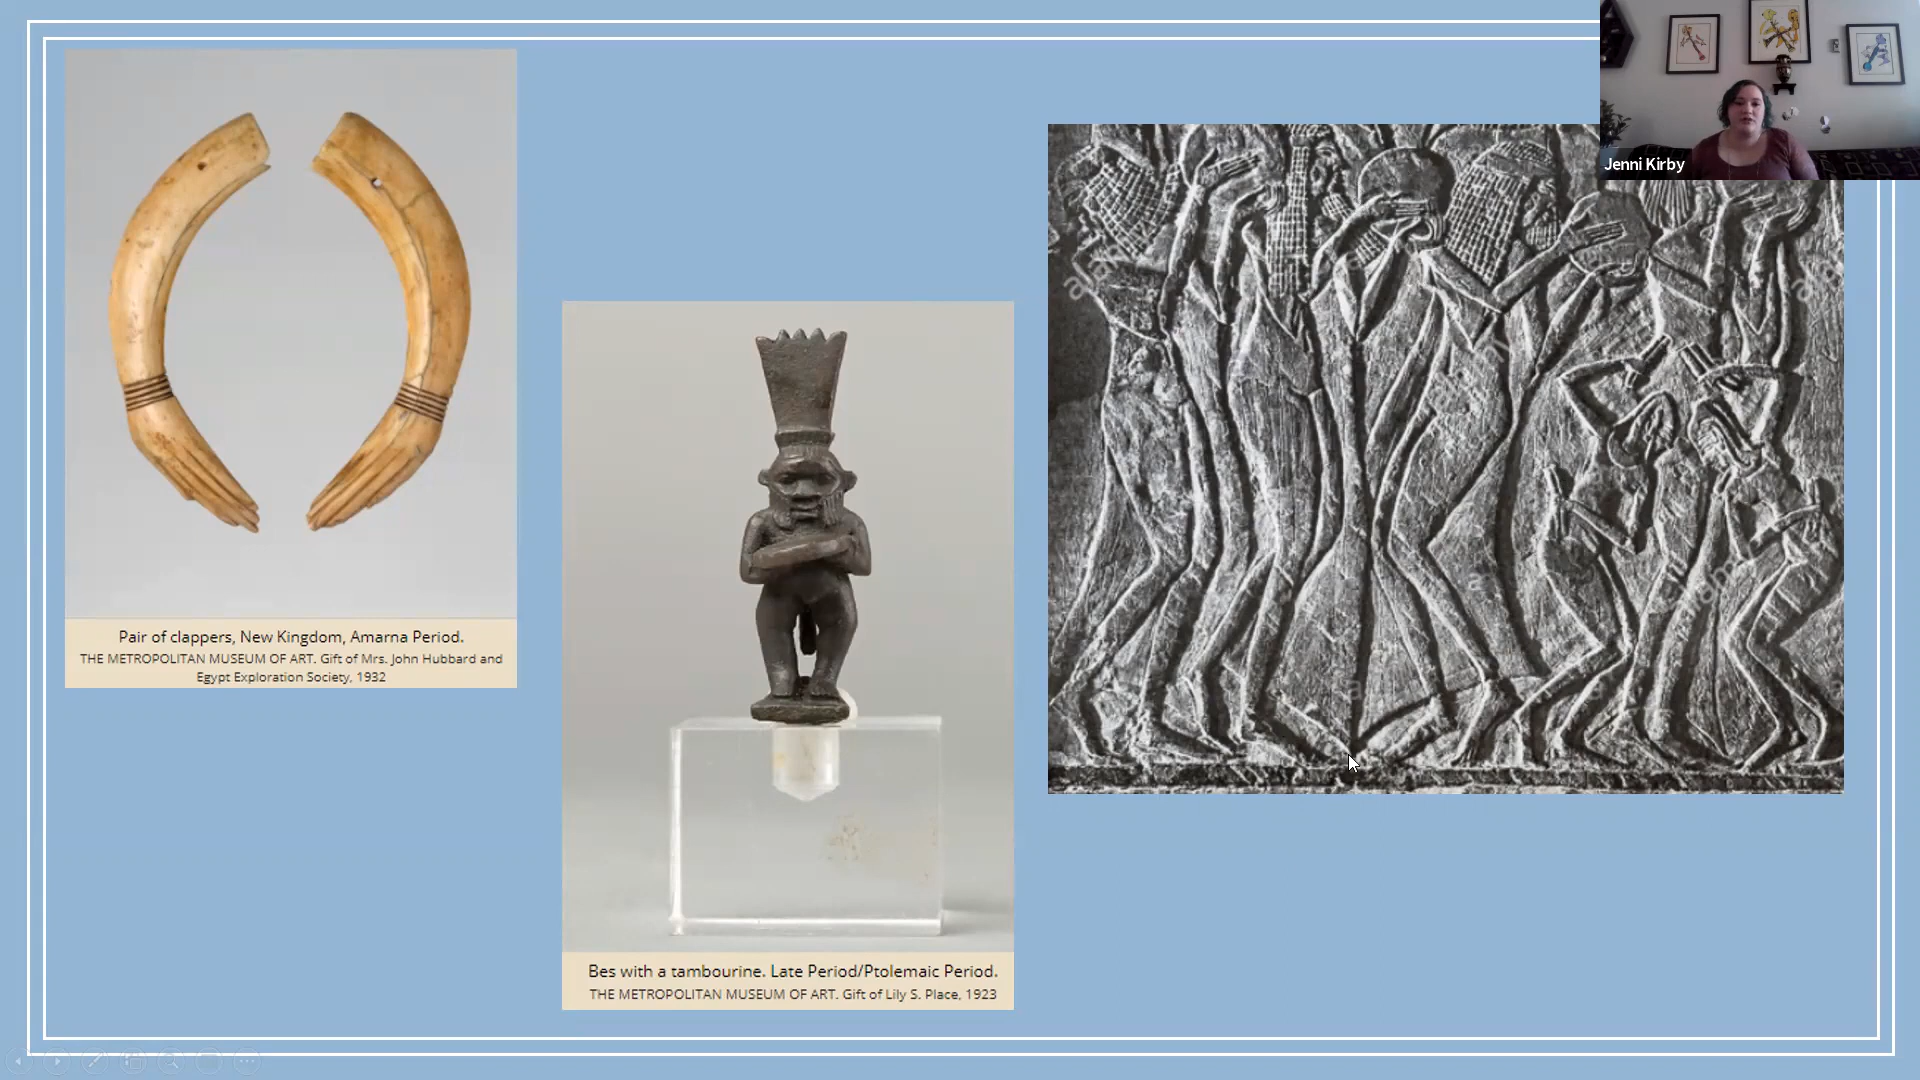 Jenni Kirby
Pair of clappers, New Kingdom, Amarna Period.
THE METROPOLITAN MUSEUM OF ART. Gift of Mrs. John Hubbard and
Egypt Exploration Society, 1932
Bes with a tambourine. Late Period/Ptolemaic Period.
THE METROPOLITAN MUSEUM OF ART. Gift of Lily S. Place, 1923